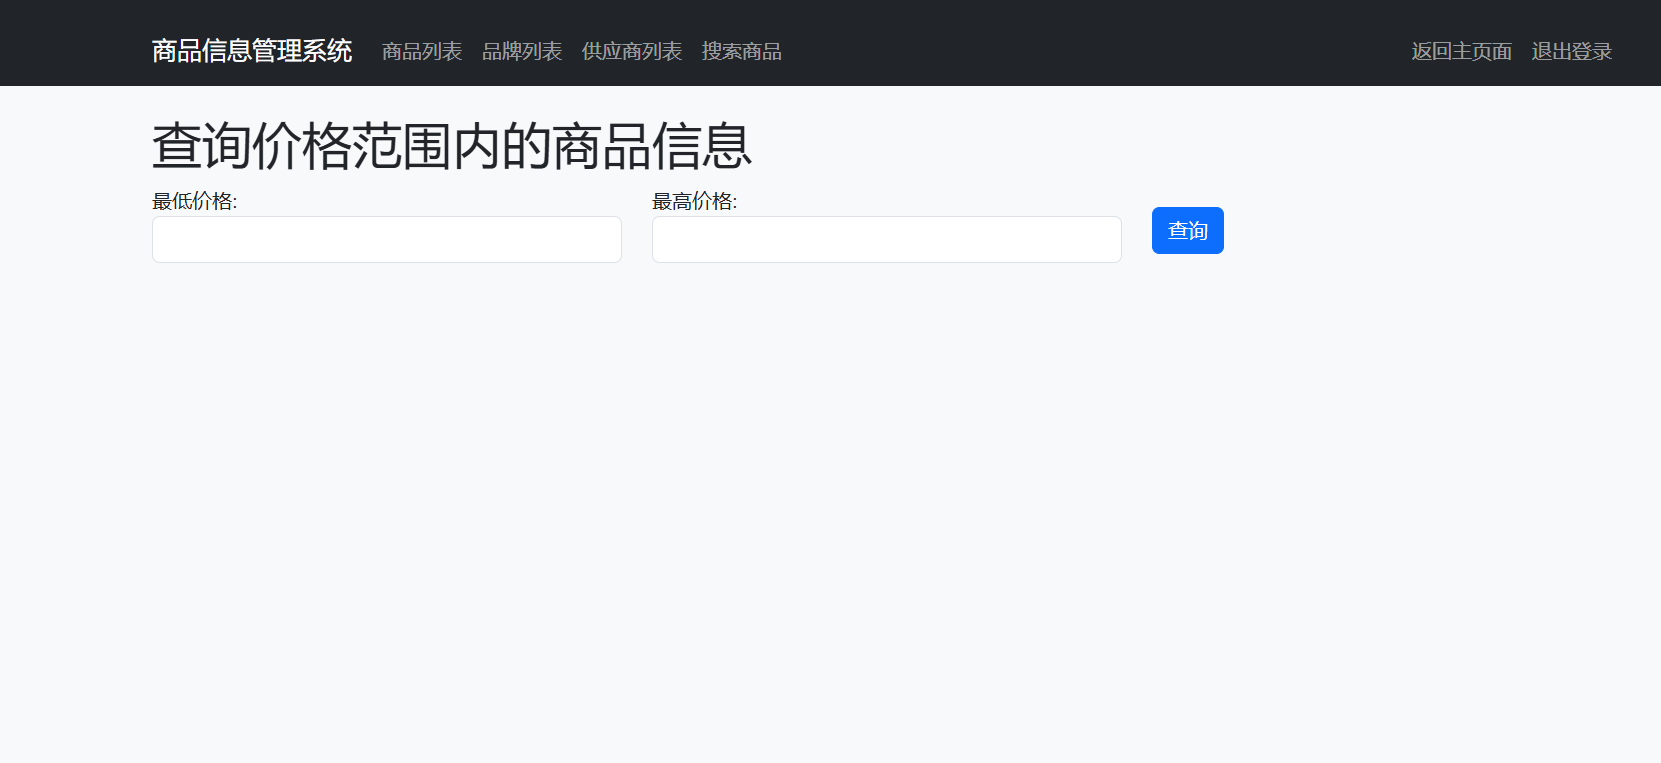 商品信息管理系统 商品列表 品牌列表 供应商列表 搜索商品 返回主页面 退出登录
查询价格范围内的商品信息
最低价格: 最高价格:
查询